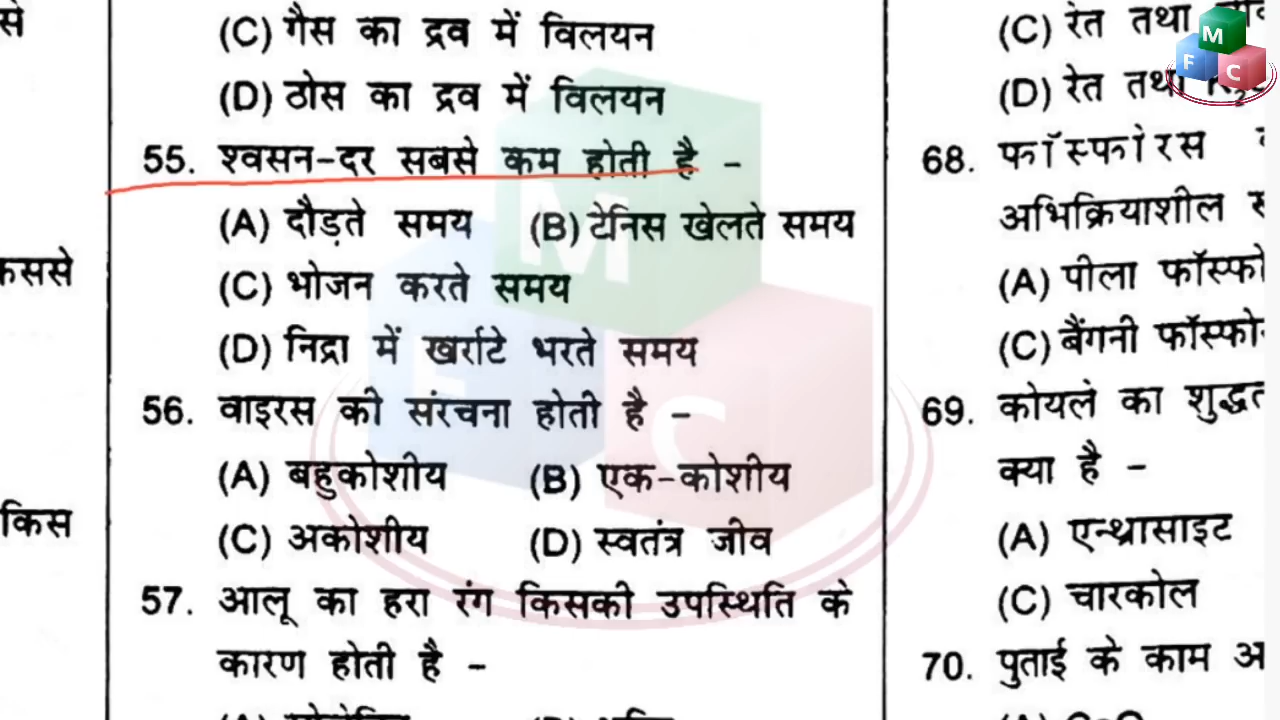 से
कससे
किस
(C) गैस का द्रव में विलयन
(D) ठोस का द्रव में विलयन
55. श्वसन-दर सबसे कम होती है -
(A) दौड़ते समय (B) टेनिस खेलते समय
(C) भोजन करते समय
(D) निद्रा में खर्राटे भरते समय
56. वाइरस की संरचना होती है -
(A) बहुकोशीय (B) एक-कोशीय
(C) अकोशीय (D) स्वतंत्र जीव
57. आलू का हरा रंग किसकी उपस्थिति के
कारण होती है -
(C) रेत तथा
(D) रेत तथा
68. फॉस्फोरस
अभिक्रियाशील
(A) पीला फॉस्फो
(C) बैंगनी फॉस्फो
69. कोयले का शुद्धत
क्या है -
(A) एन्थ्रासाइट
(C) चारकोल
70. पुताई के काम अ
M
F C
M
F C